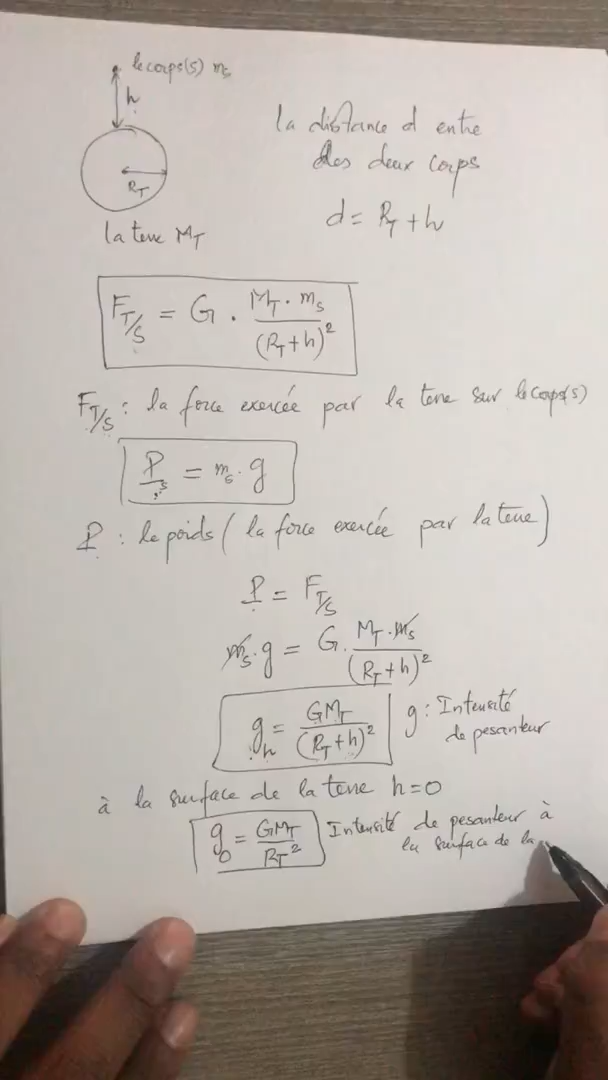 le corps(s) ms
h
RT
la terre MT
la distance d entre
des deux corps
d = RT + h
FT/S = G . MT . ms / (RT + h)²
FT/S : la force exercée par la terre sur le corps(s)
Ps = ms . g
P : le poids ( la force exercée par la terre)
P = FT/S
ms . g = G . MT . ms / (RT + h)²
gh = GMT / (RT + h)²
g : Intensité
de pesanteur
à la surface de la terre h = 0
g0 = GMT / RT²
Intensité de pesanteur à
la surface de la